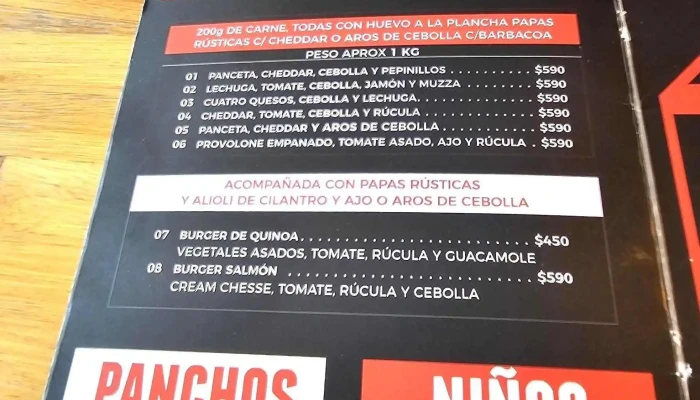 200g DE CARNE, TODAS CON HUEVO A LA PLANCHA PAPAS
RÚSTICAS C/ CHEDDAR O AROS DE CEBOLLA C/BARBACOA
PESO APROX 1 KG
01 PANCETA, CHEDDAR, CEBOLLA Y PEPINILLOS . . . . . . . . . . $590
02 LECHUGA, TOMATE, CEBOLLA, JAMÓN Y MUZZA . . . . . . . . $590
03 CUATRO QUESOS, CEBOLLA Y LECHUGA. . . . . . . . . . . . . . $590
04 CHEDDAR, TOMATE, CEBOLLA Y RÚCULA . . . . . . . . . . . . . $590
05 PANCETA, CHEDDAR Y AROS DE CEBOLLA . . . . . . . . . . . $590
06 PROVOLONE EMPANADO, TOMATE ASADO, AJO Y RÚCULA . $590
ACOMPAÑADA CON PAPAS RÚSTICAS
Y ALIOLI DE CILANTRO Y AJO O AROS DE CEBOLLA
07 BURGER DE QUINOA. . . . . . . . . . . . . . . . . . . . . . . . . $450
VEGETALES ASADOS, TOMATE, RÚCULA Y GUACAMOLE
08 BURGER SALMÓN . . . . . . . . . . . . . . . . . . . . . . . . . . $590
CREAM CHESSE, TOMATE, RÚCULA Y CEBOLLA
PANCHOS
NIÑOS